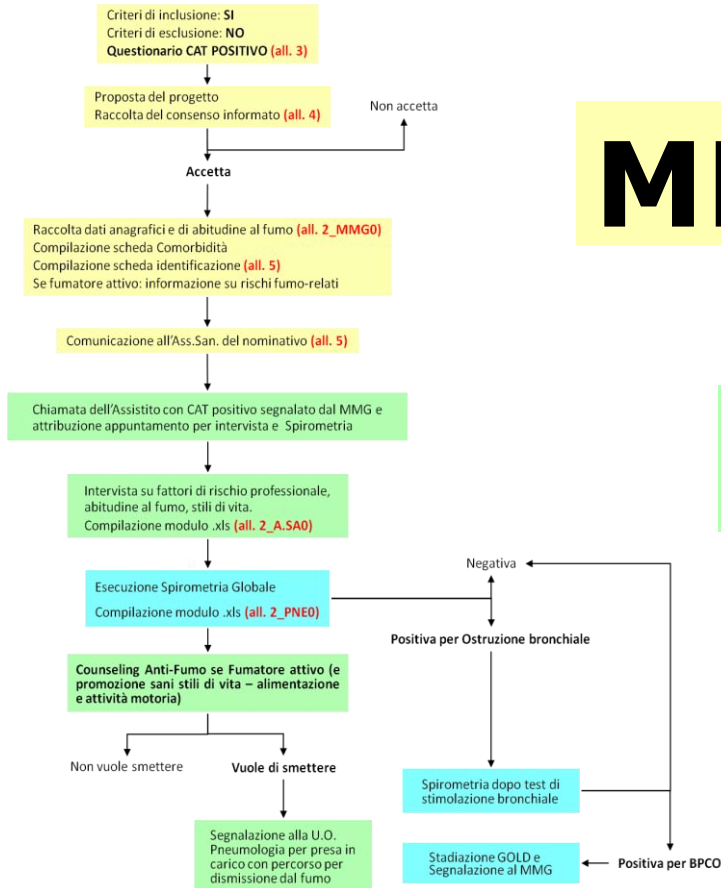 Criteri di inclusione: SI
Criteri di esclusione: NO
Questionario CAT POSITIVO (all. 3)
Proposta del progetto
Raccolta del consenso informato (all. 4)
Non accetta
Accetta
Raccolta dati anagrafici e di abitudine al fumo (all. 2_MMG0)
Compilazione scheda Comorbidità
Compilazione scheda identificazione (all. 5)
Se fumatore attivo: informazione su rischi fumo-relati
Comunicazione all'Ass.San. del nominativo (all. 5)
Chiamata dell'Assistito con CAT positivo segnalato dal MMG e
attribuzione appuntamento per intervista e Spirometria
Intervista su fattori di rischio professionale,
abitudine al fumo, stili di vita.
Compilazione modulo .xls (all. 2_A.SA0)
Esecuzione Spirometria Globale
Compilazione modulo .xls (all. 2_PNE0)
Negativa
Positiva per Ostruzione bronchiale
Counseling Anti-Fumo se Fumatore attivo (e
promozione sani stili di vita – alimentazione
e attività motoria)
Non vuole smettere
Vuole di smettere
Spirometria dopo test di
stimolazione bronchiale
Segnalazione alla U.O.
Pneumologia per presa in
carico con percorso per
dismissione dal fumo
Stadiazione GOLD e
Segnalazione al MMG
Positiva per BPCO